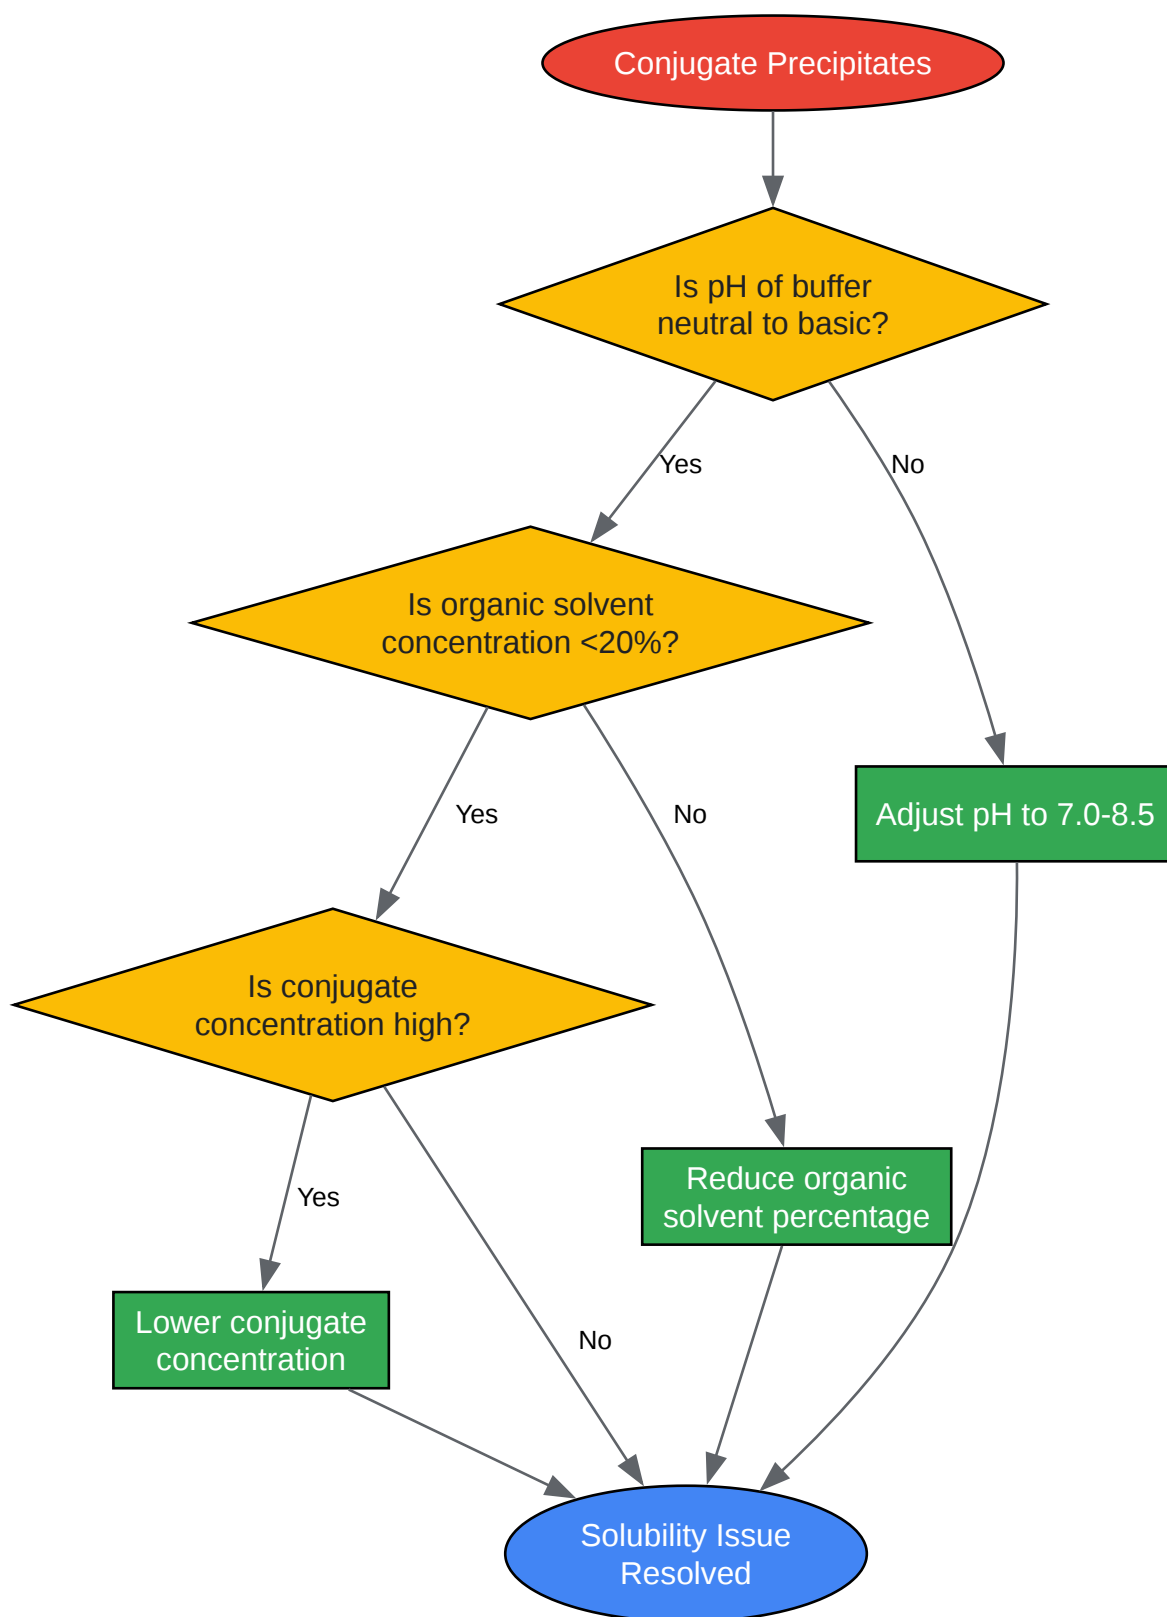 Conjugate Precipitates
Is pH of buffer
neutral to basic?
Yes
No
Is organic solvent
concentration <20%?
Yes
No
Adjust pH to 7.0-8.5
Is conjugate
concentration high?
Yes
Reduce organic
solvent percentage
Lower conjugate
concentration
No
Solubility Issue
Resolved